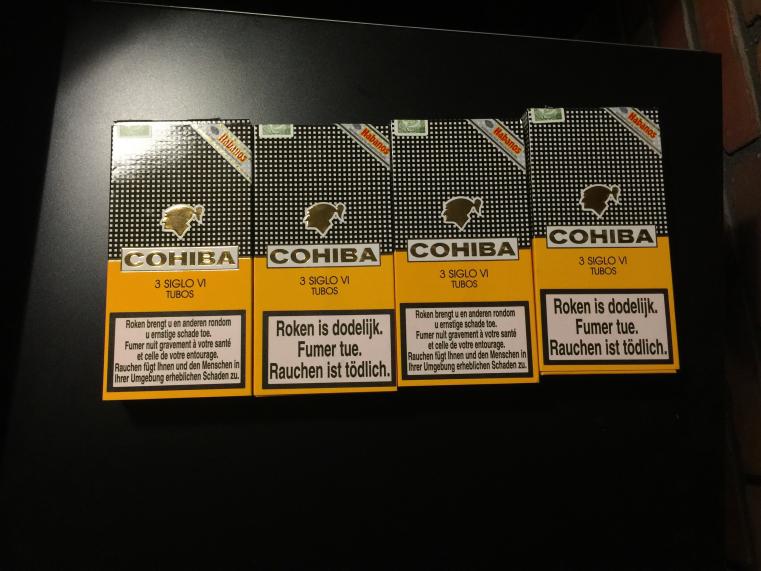 Habanos
COHIBA
3 SIGLO VI
TUBOS
Roken brengt u en anderen rondom
u ernstige schade toe.
Fumer nuit gravement à votre santé
et celle de votre entourage.
Rauchen fügt Ihnen und den Menschen in
Ihrer Umgebung erheblichen Schaden zu.
Habanos
COHIBA
3 SIGLO VI
TUBOS
Roken is dodelijk.
Fumer tue.
Rauchen ist tödlich.
Habanos
COHIBA
3 SIGLO VI
TUBOS
Roken brengt u en anderen rondom
u ernstige schade toe.
Fumer nuit gravement à votre santé
et celle de votre entourage.
Rauchen fügt Ihnen und den Menschen in
Ihrer Umgebung erheblichen Schaden zu.
Habanos
COHIBA
3 SIGLO VI
TUBOS
Roken is dodelijk.
Fumer tue.
Rauchen ist tödlich.